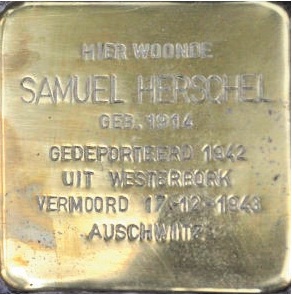 HIER WOONDE
SAMUEL HERSCHEL
GEB. 1914
GEDEPORTEERD 1942
UIT WESTERBORK
VERMOORD 17-12-1943
AUSCHWITZ